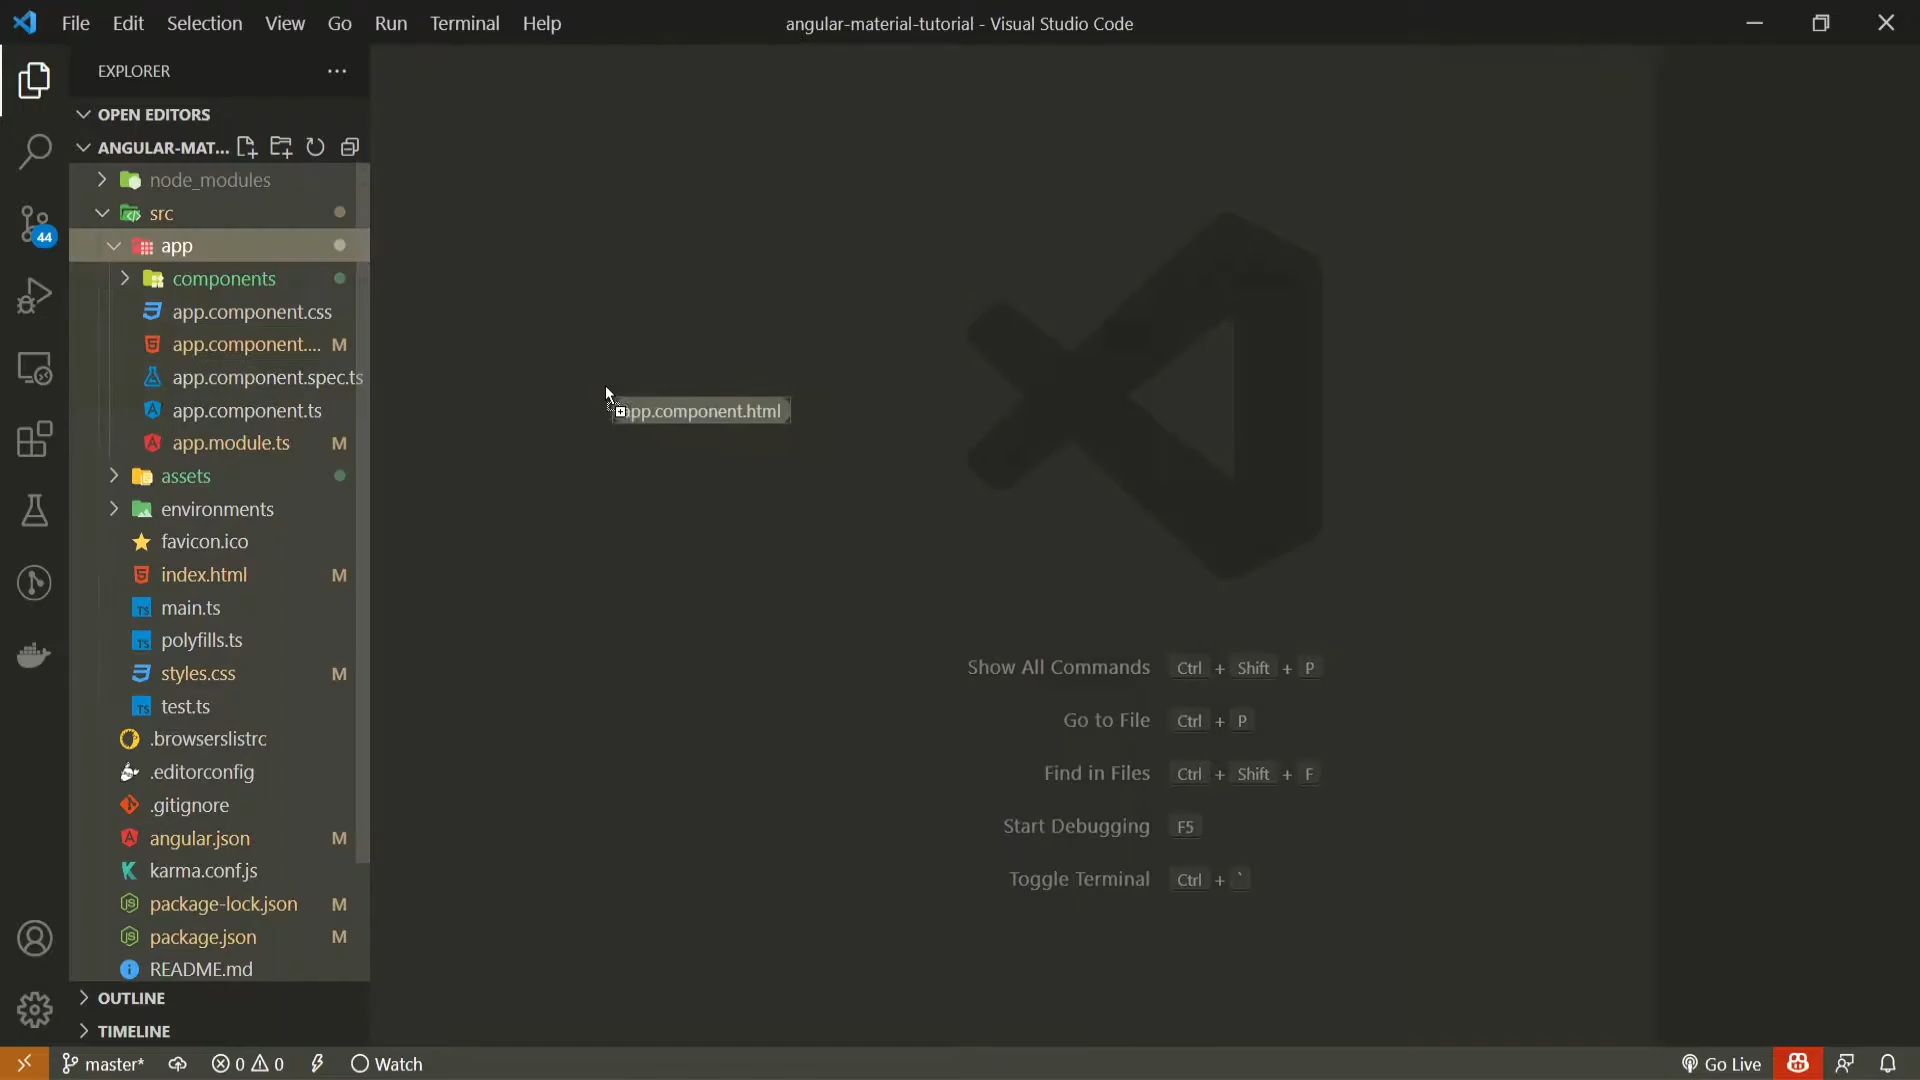 File Edit Selection View Go Run Terminal Help
angular-material-tutorial - Visual Studio Code
EXPLORER
OPEN EDITORS
ANGULAR-MAT...
node_modules
src
app
components
app.component.css
app.component.... M
app.component.spec.ts
app.component.ts
app.module.ts M
assets
environments
favicon.ico
index.html M
main.ts
polyfills.ts
styles.css M
test.ts
.browserslistrc
.editorconfig
.gitignore
angular.json M
karma.conf.js
package-lock.json M
package.json M
README.md
OUTLINE
TIMELINE
44
app.component.html
Show All Commands Ctrl + Shift + P
Go to File Ctrl + P
Find in Files Ctrl + Shift + F
Start Debugging F5
Toggle Terminal Ctrl + `
master* 0 0 Watch
Go Live